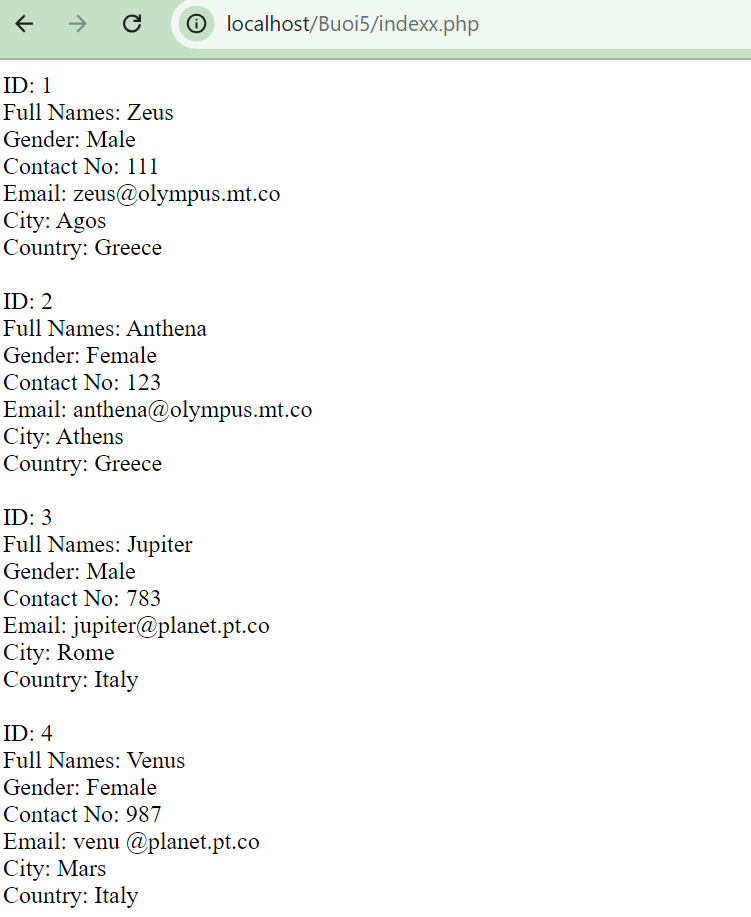 localhost/Buoi5/indexx.php
ID: 1
Full Names: Zeus
Gender: Male
Contact No: 111
Email: zeus@olympus.mt.co
City: Agos
Country: Greece
ID: 2
Full Names: Anthena
Gender: Female
Contact No: 123
Email: anthena@olympus.mt.co
City: Athens
Country: Greece
ID: 3
Full Names: Jupiter
Gender: Male
Contact No: 783
Email: jupiter@planet.pt.co
City: Rome
Country: Italy
ID: 4
Full Names: Venus
Gender: Female
Contact No: 987
Email: venu @planet.pt.co
City: Mars
Country: Italy